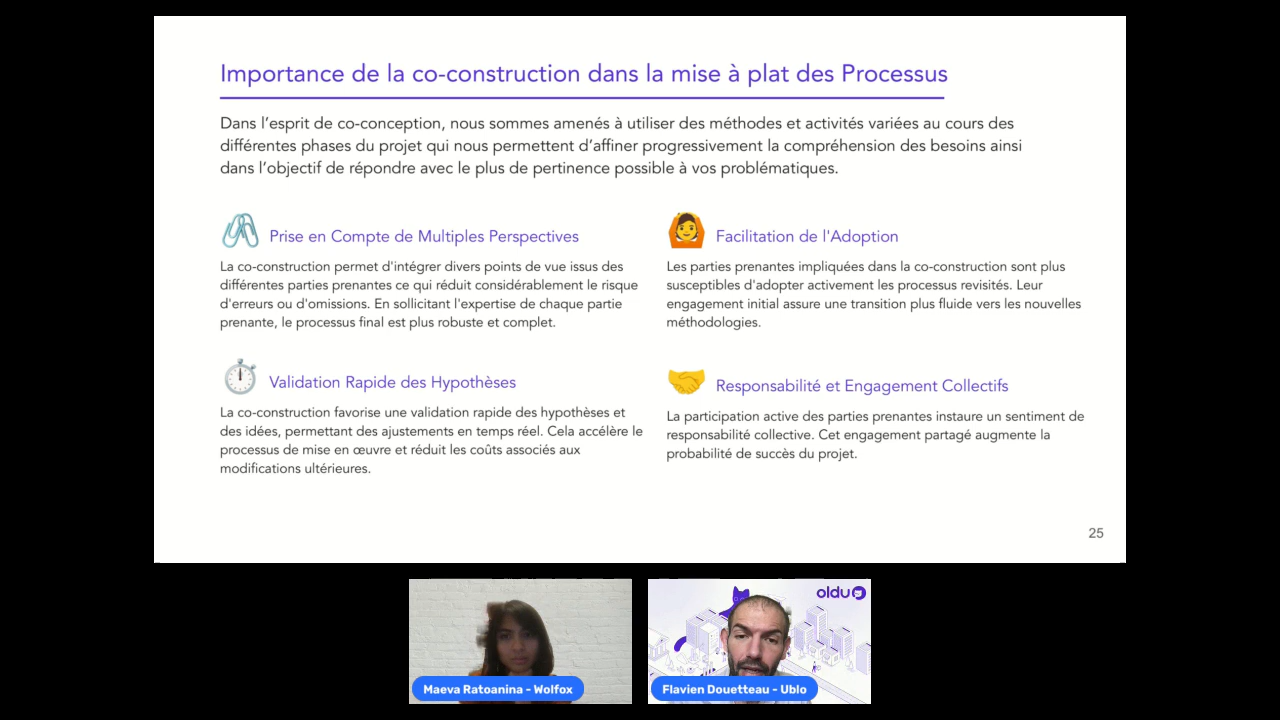 Importance de la co-construction dans la mise à plat des Processus
Dans l’esprit de co-conception, nous sommes amenés à utiliser des méthodes et activités variées au cours des
différentes phases du projet qui nous permettent d’affiner progressivement la compréhension des besoins ainsi
dans l’objectif de répondre avec le plus de pertinence possible à vos problématiques.
Prise en Compte de Multiples Perspectives
La co-construction permet d'intégrer divers points de vue issus des
différentes parties prenantes ce qui réduit considérablement le risque
d'erreurs ou d'omissions. En sollicitant l'expertise de chaque partie
prenante, le processus final est plus robuste et complet.
Facilitation de l'Adoption
Les parties prenantes impliquées dans la co-construction sont plus
susceptibles d'adopter activement les processus revisités. Leur
engagement initial assure une transition plus fluide vers les nouvelles
méthodologies.
Validation Rapide des Hypothèses
La co-construction favorise une validation rapide des hypothèses et
des idées, permettant des ajustements en temps réel. Cela accélère le
processus de mise en œuvre et réduit les coûts associés aux
modifications ultérieures.
Responsabilité et Engagement Collectifs
La participation active des parties prenantes instaure un sentiment de
responsabilité collective. Cet engagement partagé augmente la
probabilité de succès du projet.
25
oldu
Maeva Ratoanina - Wolfox
Flavien Douetteau - Ublo